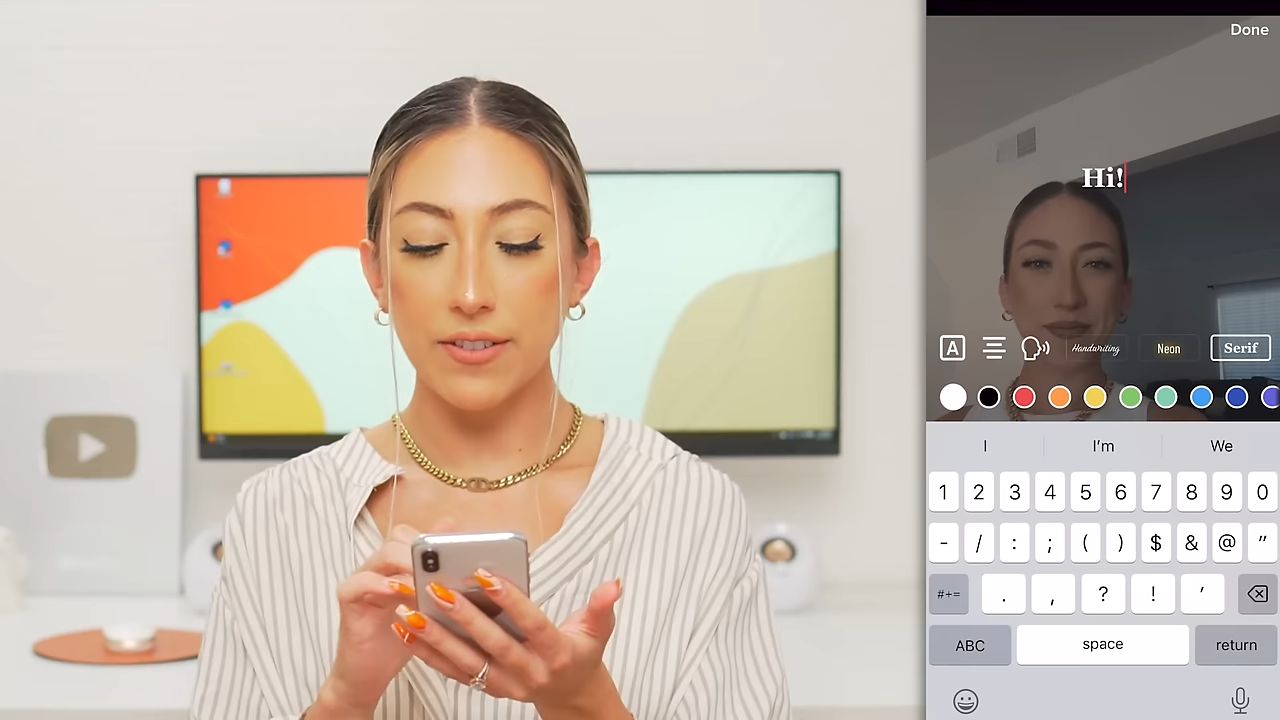 Done
Hi!
A Handwriting Neon Serif
I I'm We
1 2 3 4 5 6 7 8 9 0
- / : ; ( ) $ & @ "
#+= . , ? ! '
ABC space return